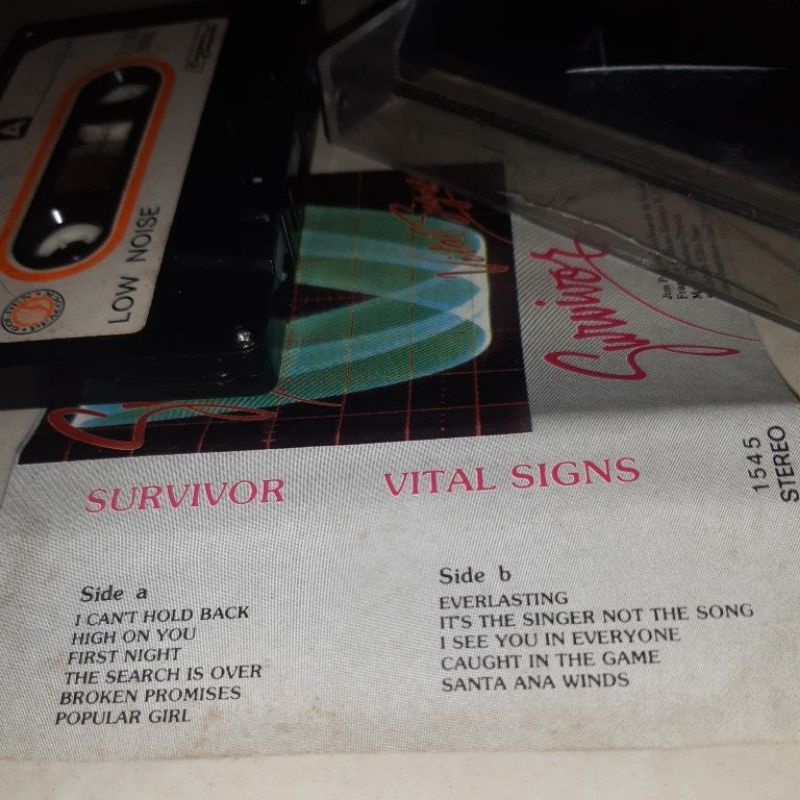 A
LOW NOISE
Survivor
SURVIVOR
VITAL SIGNS
1545
STEREO
Side a
I CAN'T HOLD BACK
HIGH ON YOU
FIRST NIGHT
THE SEARCH IS OVER
BROKEN PROMISES
POPULAR GIRL
Side b
EVERLASTING
IT'S THE SINGER NOT THE SONG
I SEE YOU IN EVERYONE
CAUGHT IN THE GAME
SANTA ANA WINDS